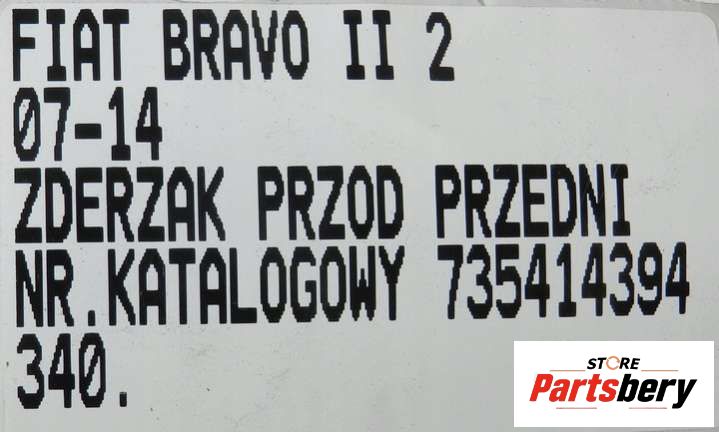 FIAT BRAVO II 2
07-14
ZDERZAK PRZOD PRZEDNI
NR.KATALOGOWY 735414394
340.
STORE
Partsbery